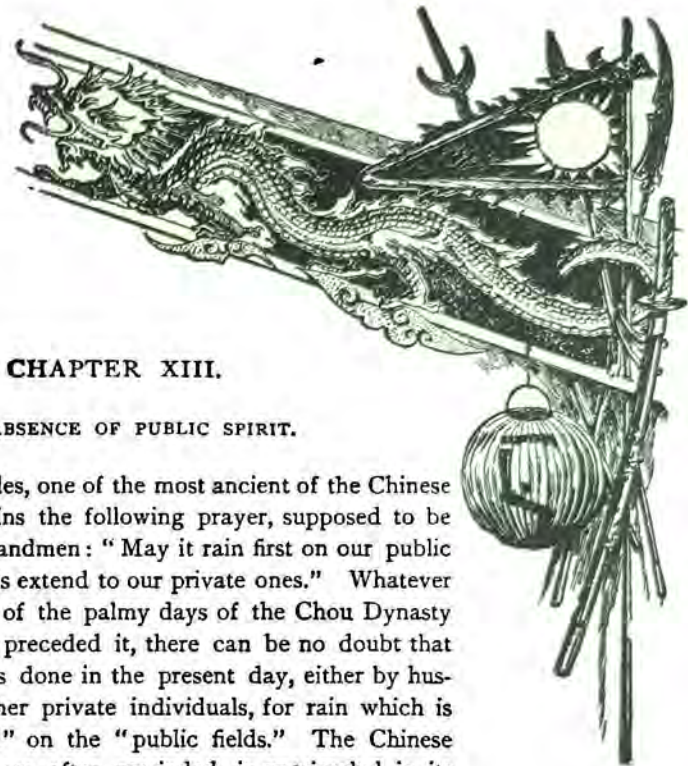 CHAPTER XIII.
ABSENCE OF PUBLIC SPIRIT.
les, one of the most ancient of the Chinese
ins the following prayer, supposed to be
andmen: “ May it rain first on our public
s extend to our private ones.” Whatever
of the palmy days of the Chou Dynasty
preceded it, there can be no doubt that
s done in the present day, either by hus-
her private individuals, for rain which is
” on the “public fields.” The Chinese